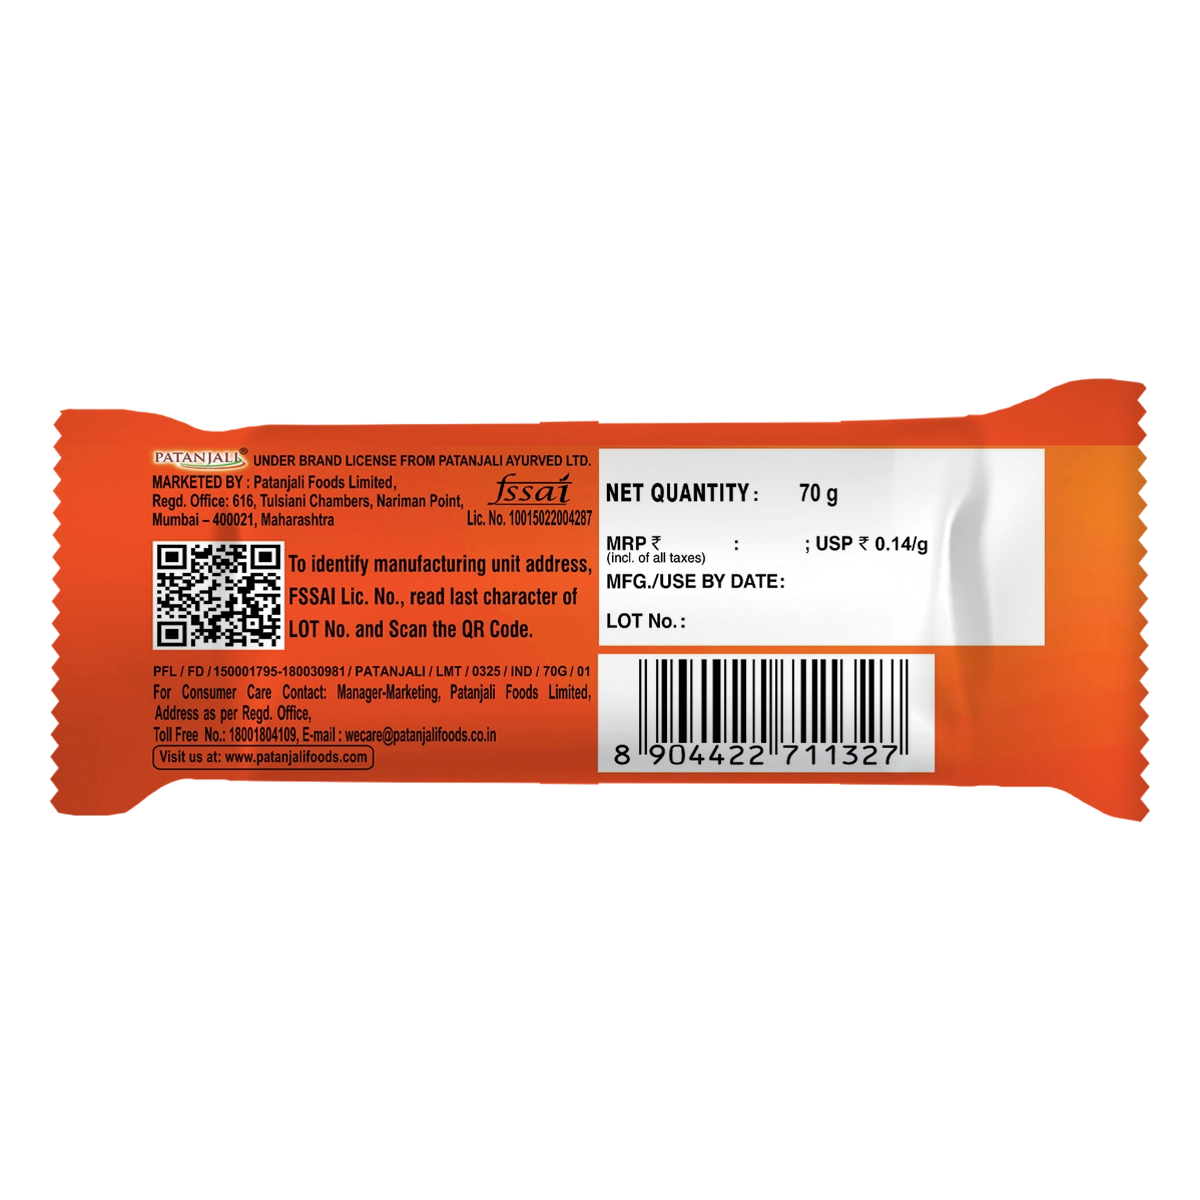 PATANJALI® UNDER BRAND LICENSE FROM PATANJALI AYURVED LTD.
MARKETED BY : Patanjali Foods Limited,
Regd. Office: 616, Tulsiani Chambers, Nariman Point,
Mumbai – 400021, Maharashtra
fssai
Lic. No. 10015022004287
To identify manufacturing unit address,
FSSAI Lic. No., read last character of
LOT No. and Scan the QR Code.
PFL / FD / 150001795-180030981 / PATANJALI / LMT / 0325 / IND / 70G / 01
For Consumer Care Contact: Manager-Marketing, Patanjali Foods Limited,
Address as per Regd. Office,
Toll Free No.: 18001804109, E-mail : wecare@patanjalifoods.co.in
Visit us at: www.patanjalifoods.com
NET QUANTITY : 70 g
MRP ₹ : ; USP ₹ 0.14/g
(incl. of all taxes)
MFG./USE BY DATE:
LOT No. :
8 904422 711327